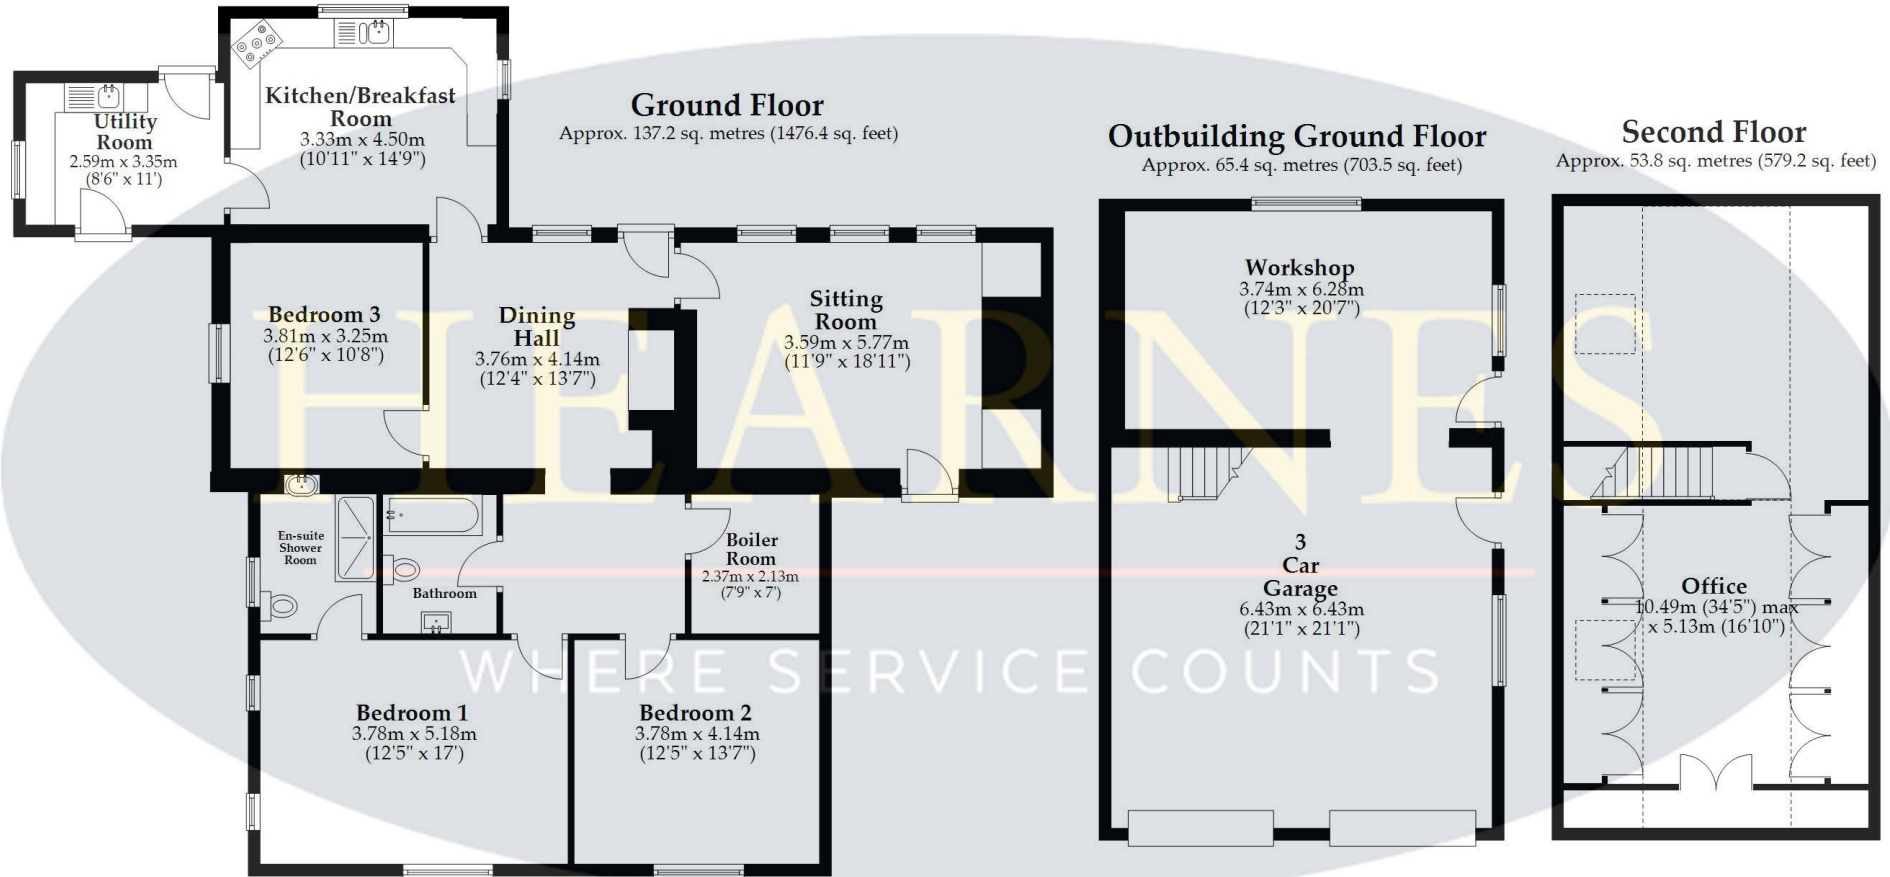 Ground Floor
Approx. 137.2 sq. metres (1476.4 sq. feet)
Kitchen/Breakfast
Room
3.33m x 4.50m
(10'11" x 14'9")
Utility
Room
2.59m x 3.35m
(8'6" x 11')
Bedroom 3
3.81m x 3.25m
(12'6" x 10'8")
Dining
Hall
3.76m x 4.14m
(12'4" x 13'7")
Sitting
Room
3.59m x 5.77m
(11'9" x 18'11")
En-suite
Shower
Room
Bathroom
Boiler
Room
2.37m x 2.13m
(7'9" x 7')
Bedroom 1
3.78m x 5.18m
(12'5" x 17')
Bedroom 2
3.78m x 4.14m
(12'5" x 13'7")
Outbuilding Ground Floor
Approx. 65.4 sq. metres (703.5 sq. feet)
Workshop
3.74m x 6.28m
(12'3" x 20'7")
3
Car
Garage
6.43m x 6.43m
(21'1" x 21'1")
Second Floor
Approx. 53.8 sq. metres (579.2 sq. feet)
Office
10.49m (34'5") max
x 5.13m (16'10")
HEARNES
WHERE SERVICE COUNTS